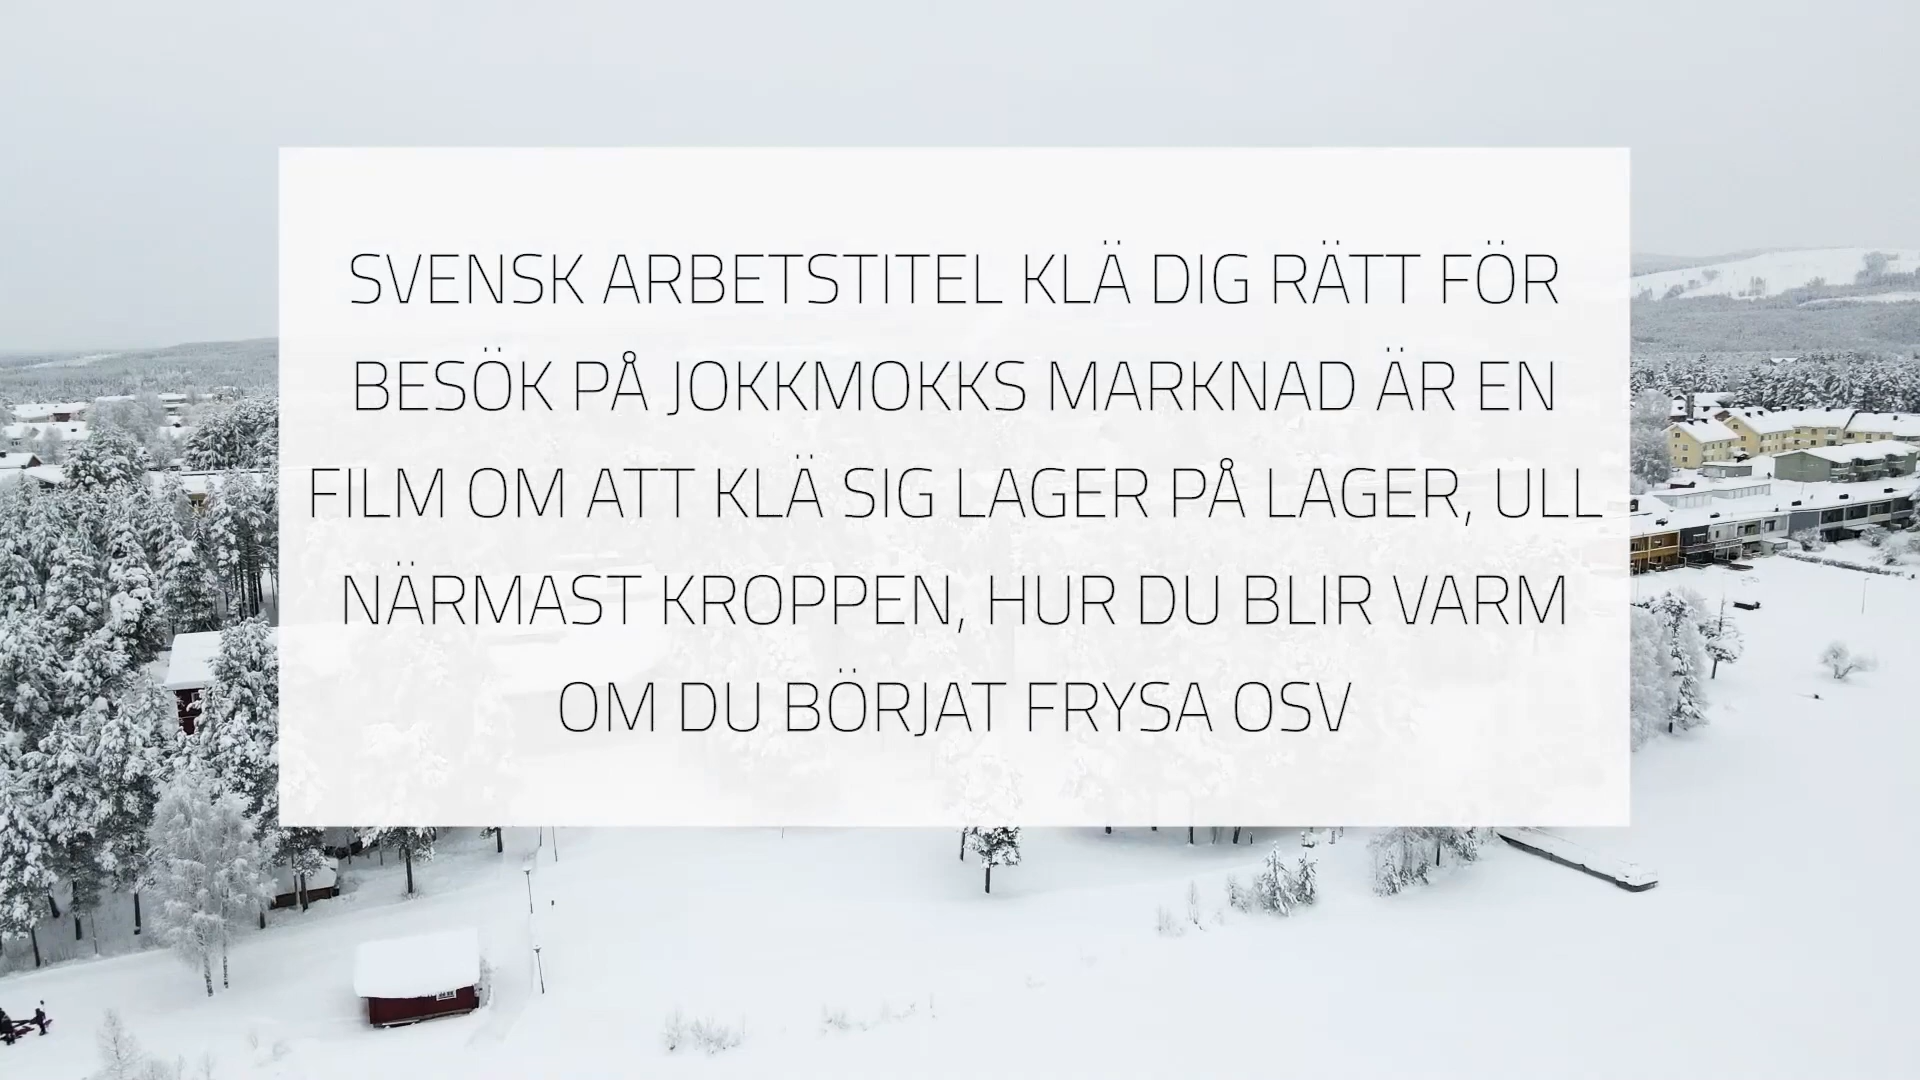 SVENSK ARBETSTITEL KLÄ DIG RÄTT FÖR
BESÖK PÅ JOKKMOKKS MARKNAD ÄR EN
FILM OM ATT KLÄ SIG LAGER PÅ LAGER, ULL
NÄRMAST KROPPEN, HUR DU BLIR VARM
OM DU BÖRJAT FRYSA OSV